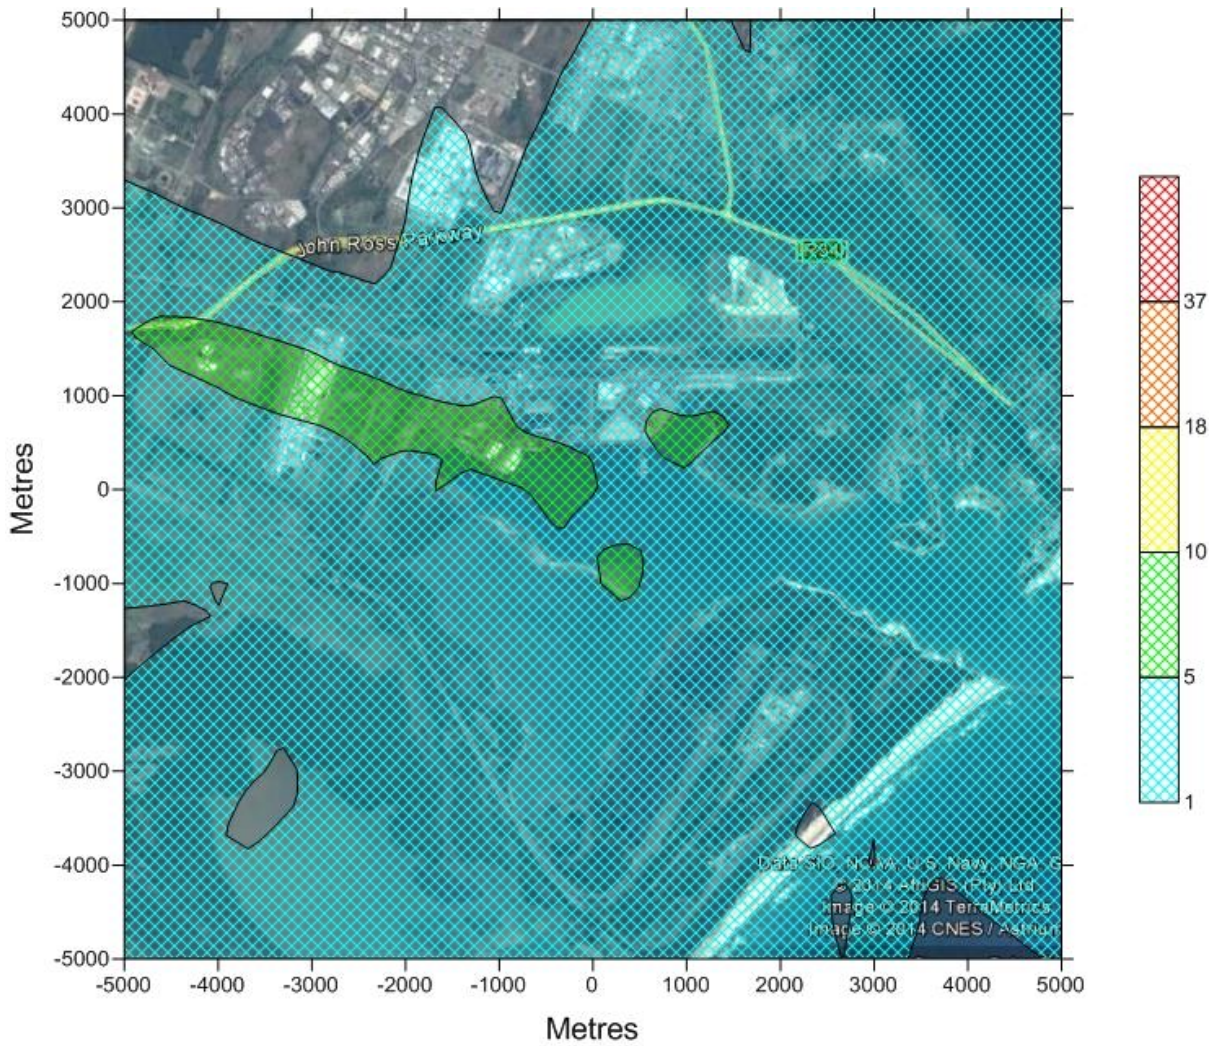 5000
4000
3000
2000
1000
0
-1000
-2000
-3000
-4000
-5000
-5000 -4000 -3000 -2000 -1000 0 1000 2000 3000 4000 5000
Metres
Metres
John Ross Parkway
R34
37
18
10
5
1
Data SIO, NOAA, U.S. Navy, NGA, G
© 2014 AfriGIS (Pty) Ltd.
Image © 2014 TerraMetrics
Image © 2014 CNES / Astrium